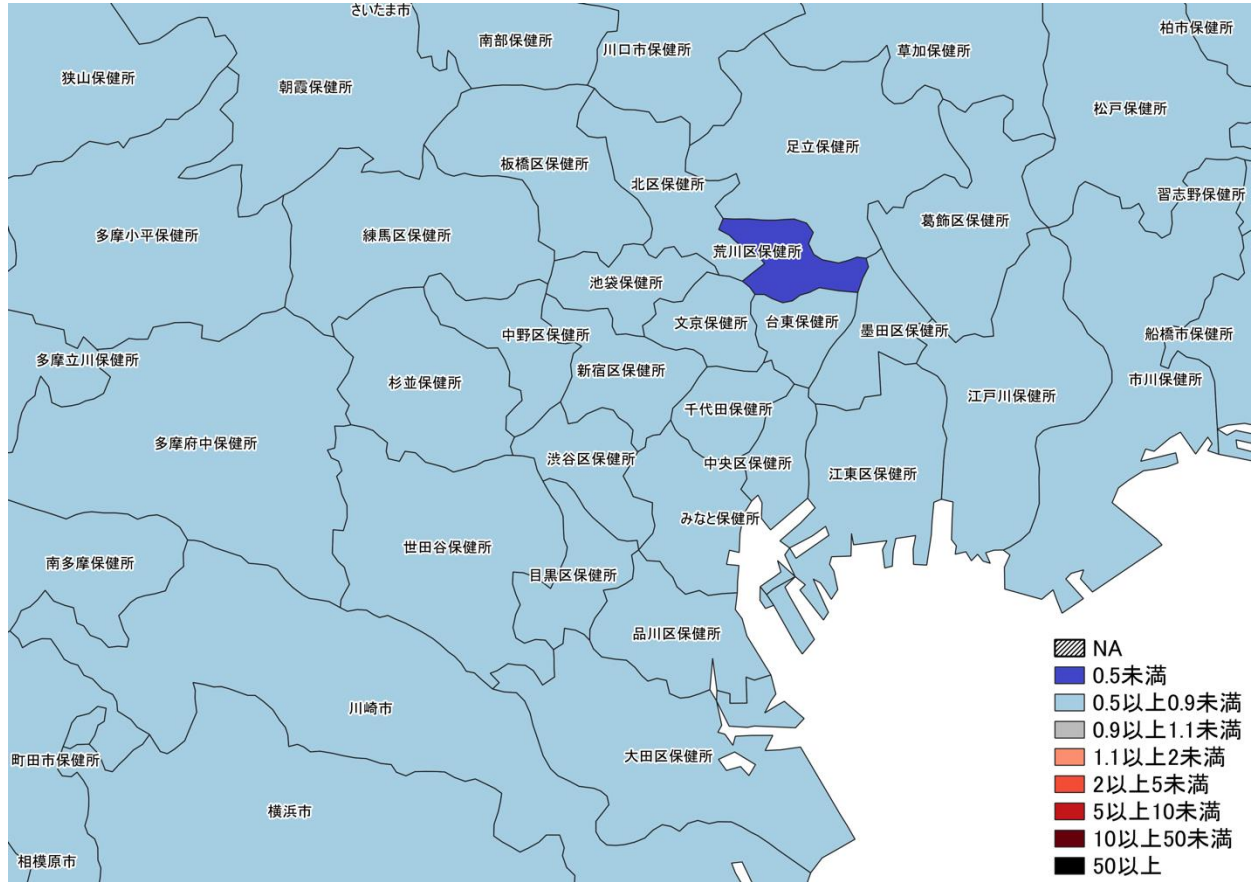 さいたま市
南部保健所
川口市保健所
草加保健所
柏市保健所
狭山保健所
朝霞保健所
松戸保健所
足立保健所
板橋区保健所
北区保健所
習志野保健所
葛飾区保健所
多摩小平保健所
練馬区保健所
荒川区保健所
池袋保健所
文京保健所
台東保健所
墨田区保健所
中野区保健所
船橋市保健所
多摩立川保健所
杉並保健所
新宿区保健所
市川保健所
江戸川保健所
千代田保健所
多摩府中保健所
渋谷区保健所
中央区保健所
江東区保健所
みなと保健所
世田谷保健所
南多摩保健所
目黒区保健所
品川区保健所
川崎市
大田区保健所
町田市保健所
横浜市
相模原市
NA
0.5未満
0.5以上0.9未満
0.9以上1.1未満
1.1以上2未満
2以上5未満
5以上10未満
10以上50未満
50以上